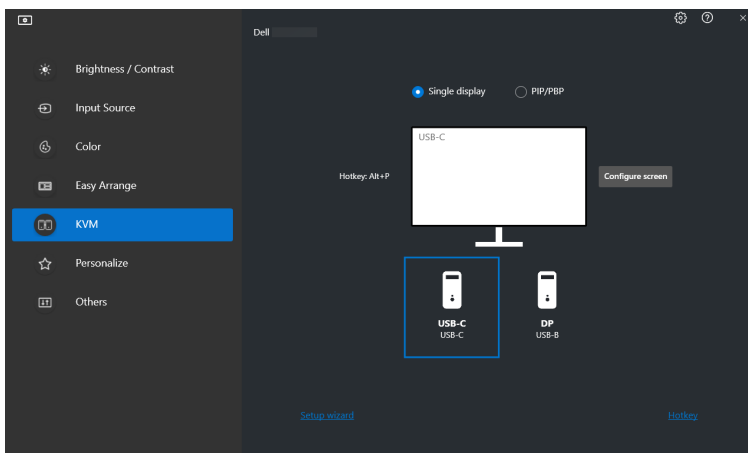 Dell
Brightness / Contrast
Input Source
Color
Easy Arrange
KVM
Personalize
Others
Single display
PIP/PBP
USB-C
Hotkey: Alt+P
Configure screen
USB-C
USB-C
DP
USB-B
Setup wizard
Hotkey